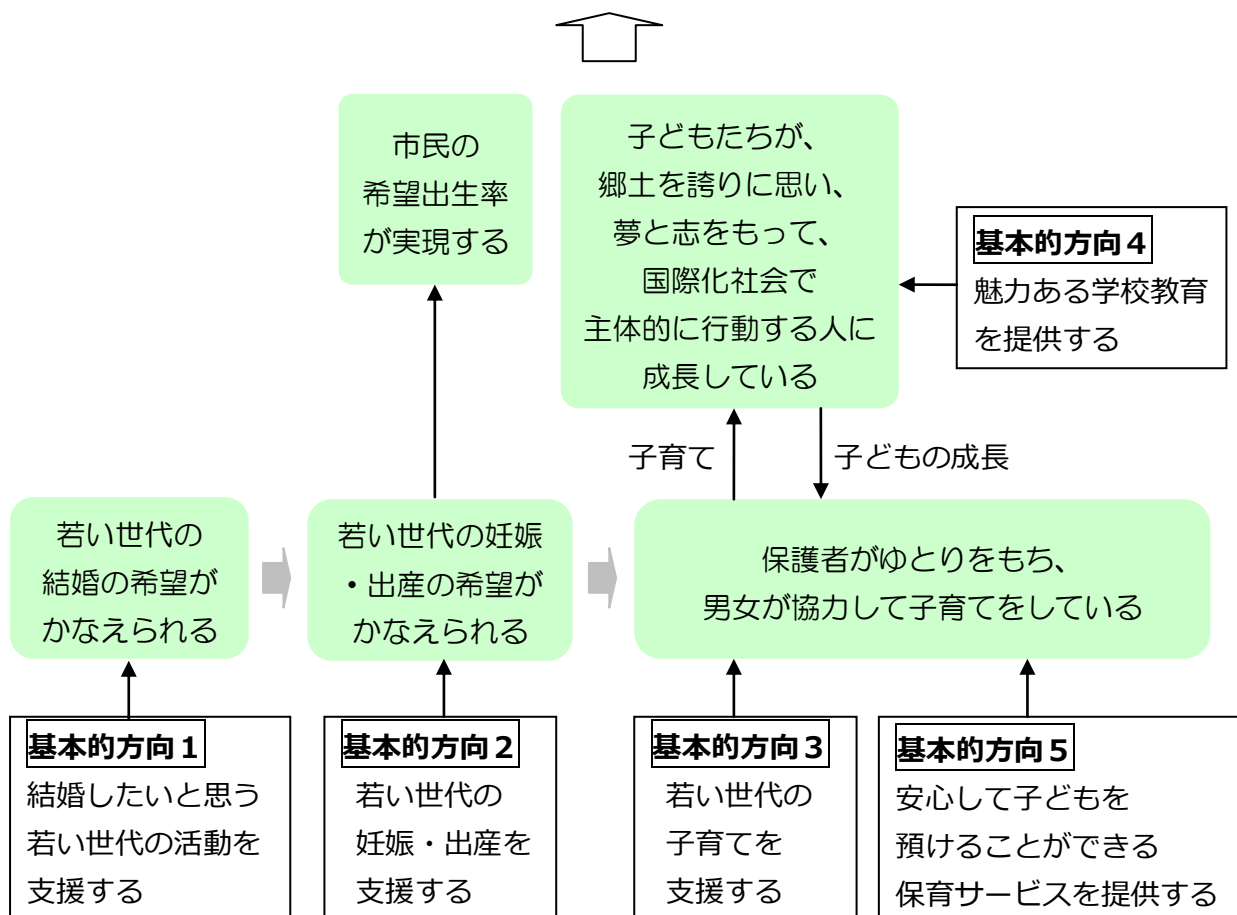 市民の
希望出生率
が実現する
子どもたちが、
郷土を誇りに思い、
夢と志をもって、
国際化社会で
主体的に行動する人に
成長している
基本的方向４
魅力ある学校教育
を提供する
子育て
子どもの成長
若い世代の
結婚の希望が
かなえられる
若い世代の妊娠
・出産の希望が
かなえられる
保護者がゆとりをもち、
男女が協力して子育てをしている
基本的方向１
結婚したいと思う
若い世代の活動を
支援する
基本的方向２
若い世代の
妊娠・出産を
支援する
基本的方向３
若い世代の
子育てを
支援する
基本的方向５
安心して子どもを
預けることができる
保育サービスを提供する